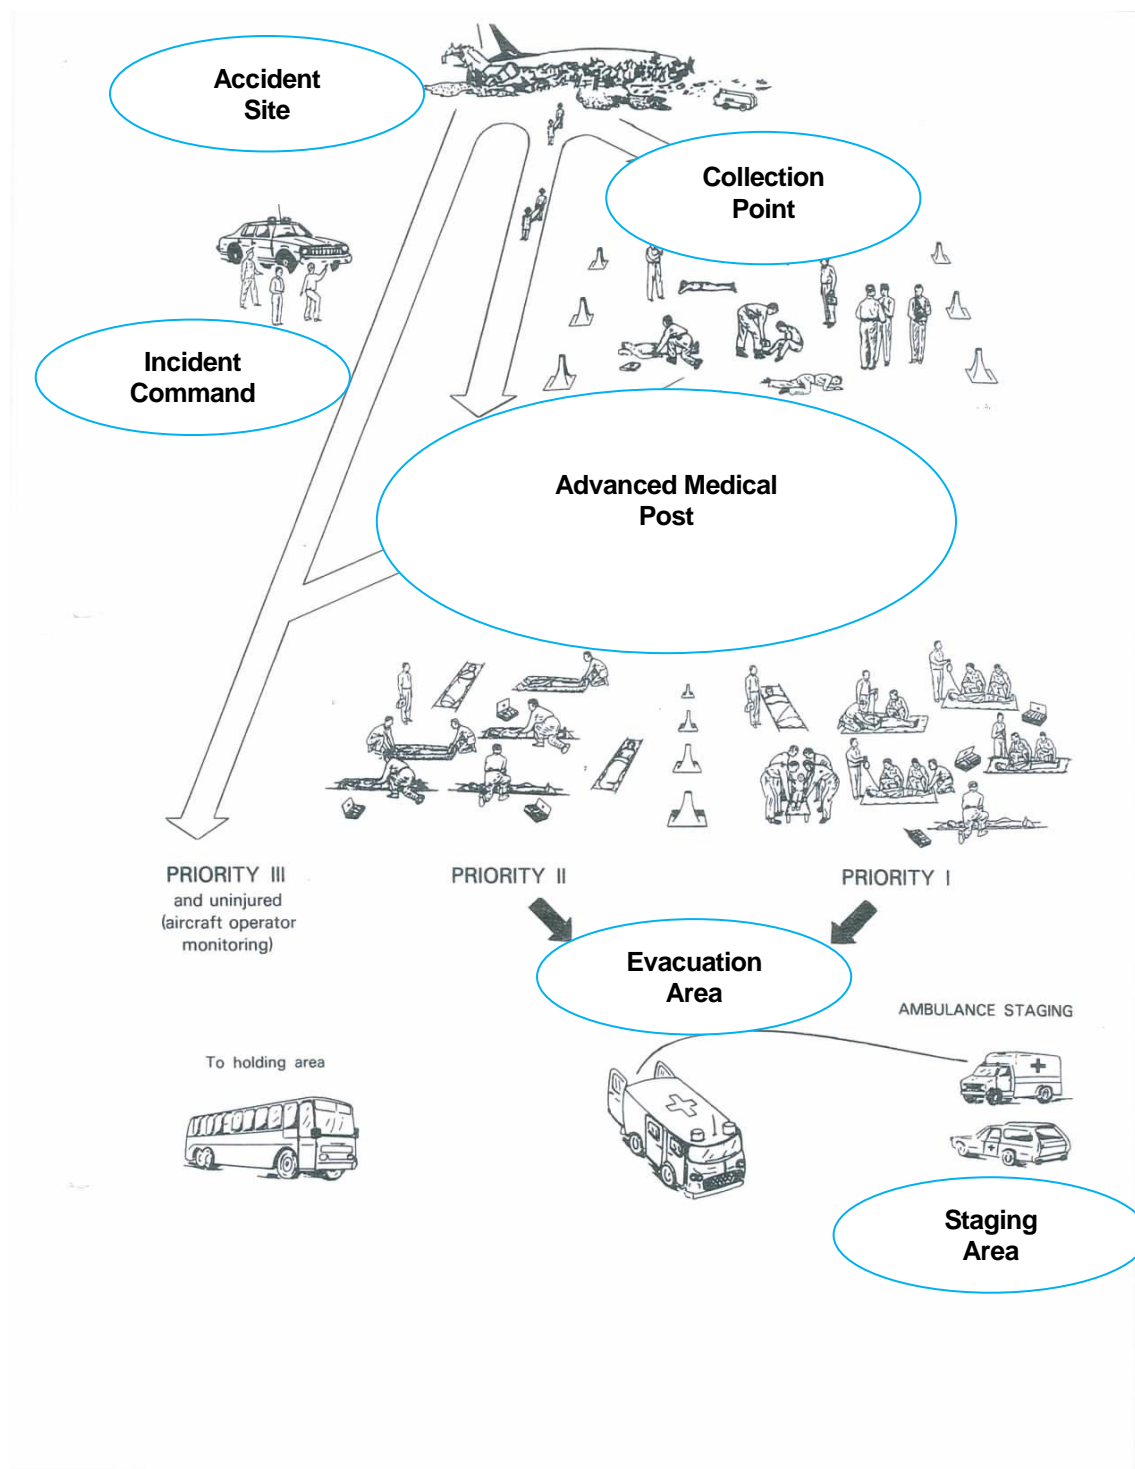 Accident
Site
Collection
Point
Incident
Command
Advanced Medical
Post
PRIORITY III
and uninjured
(aircraft operator
monitoring)
PRIORITY II
PRIORITY I
Evacuation
Area
AMBULANCE STAGING
To holding area
Staging
Area